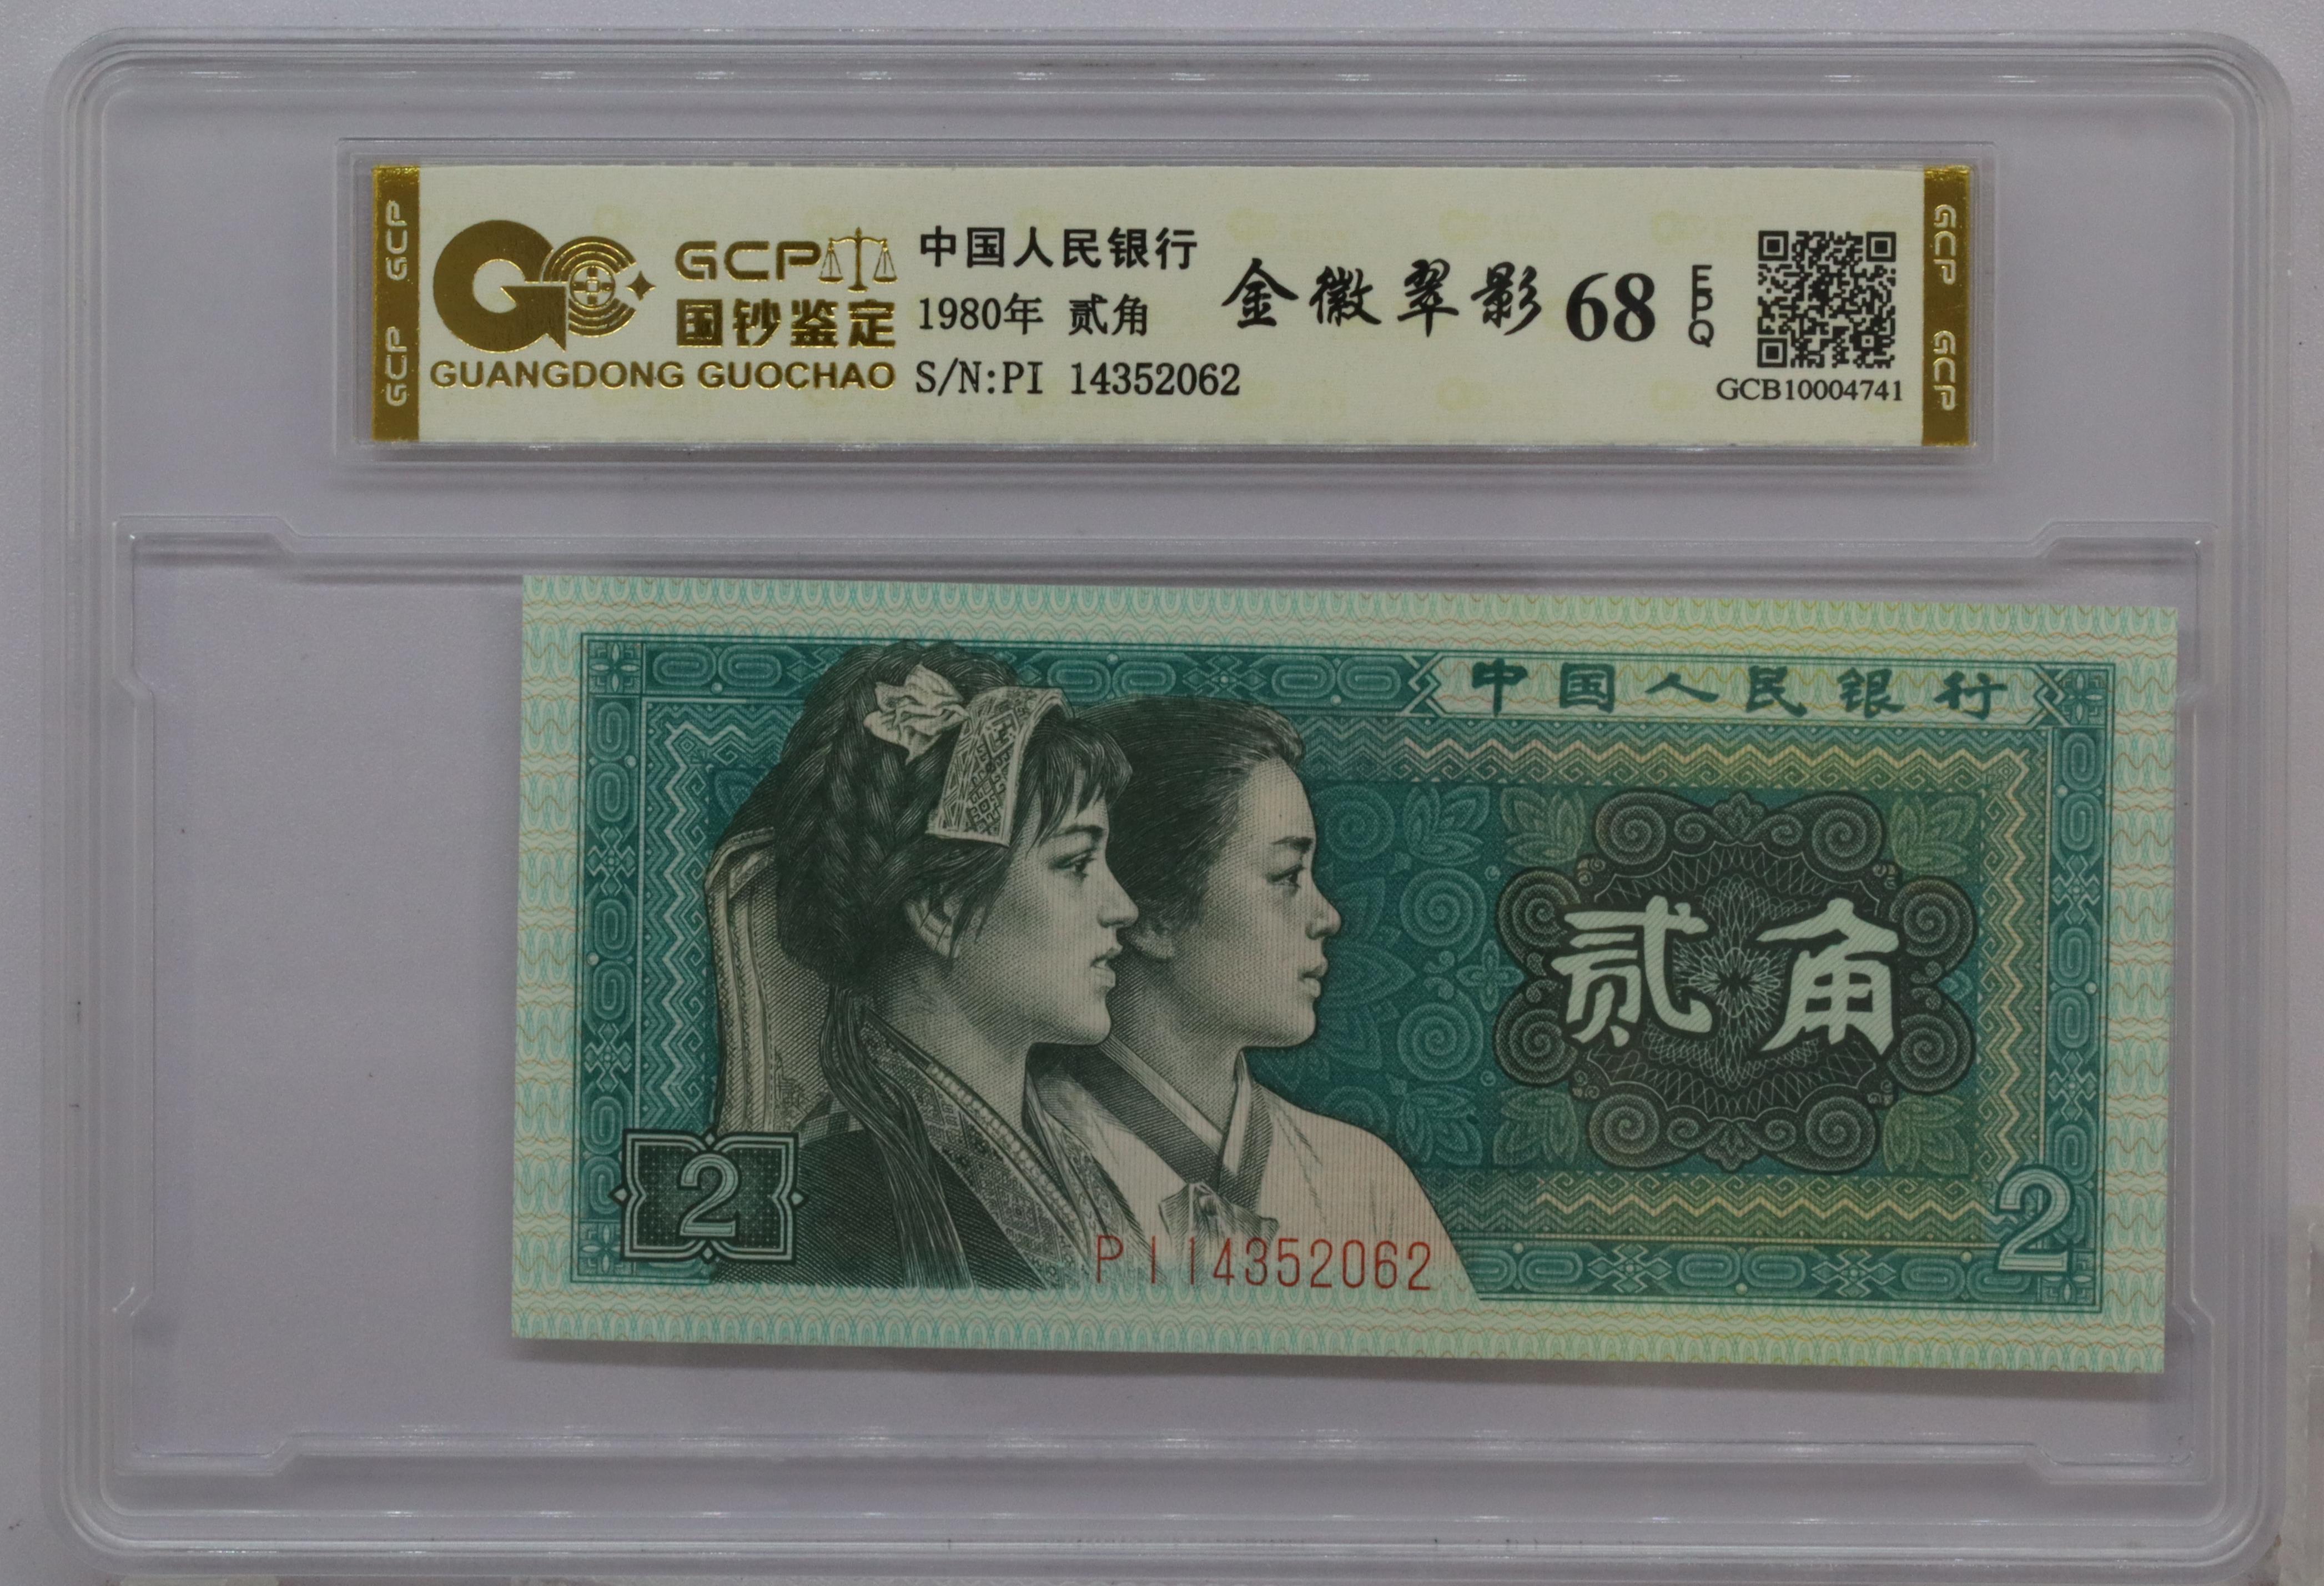 GCP GCP
GCP
国钞鉴定
GUANGDONG GUOCHAO
中国人民银行
1980年 贰角
S/N:PI 14352062
金徽翠影 68 EPQ
GCB10004741
GCP GCP
中国人民银行
贰角
2
2
PI14352062